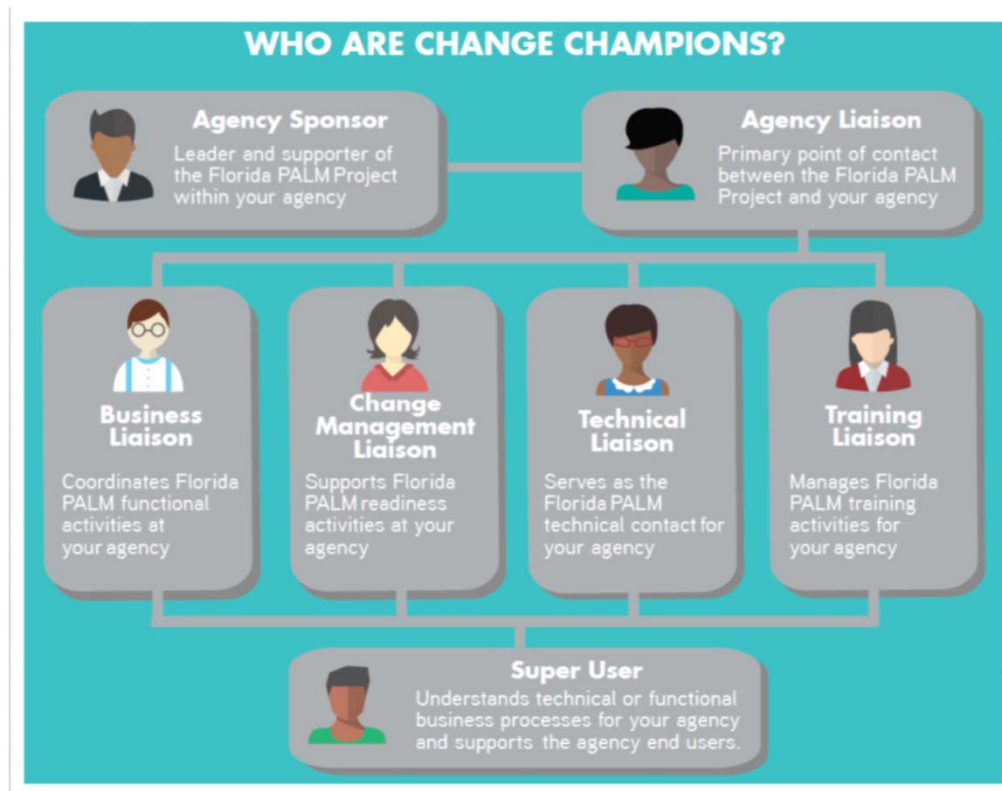 WHO ARE CHANGE CHAMPIONS?
Agency Sponsor
Leader and supporter of
the Florida PALM Project
within your agency
Agency Liaison
Primary point of contact
between the Florida PALM
Project and your agency
Business
Liaison
Coordinates Florida
PALM functional
activities at
your agency
Change
Management
Liaison
Supports Florida
PALM readiness
activities at your
agency
Technical
Liaison
Serves as the
Florida PALM
technical contact for
your agency
Training
Liaison
Manages Florida
PALM training
activities for
your agency
Super User
Understands technical or functional
business processes for your agency
and supports the agency end users.